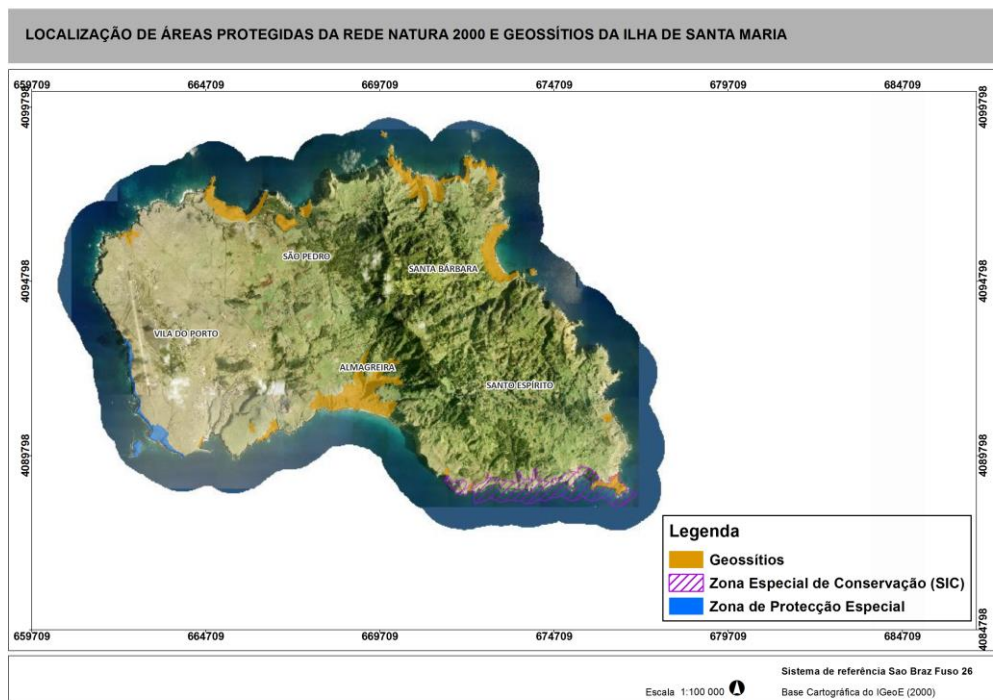 LOCALIZAÇÃO DE ÁREAS PROTEGIDAS DA REDE NATURA 2000 E GEOSSÍTIOS DA ILHA DE SANTA MARIA
659709 664709 669709 674709 679709 684709
4099798 4099798
SÃO PEDRO
SANTA BÁRBARA
4094798 4094798
VILA DO PORTO
ALMAGREIRA
SANTO ESPÍRITO
4089798 4089798
Legenda
Geossítios
Zona Especial de Conservação (SIC)
Zona de Protecção Especial
4084798
659709 664709 669709 674709 679709 684709
Sistema de referência Sao Braz Fuso 26
Escala 1:100 000 Base Cartográfica do IGeoE (2000)